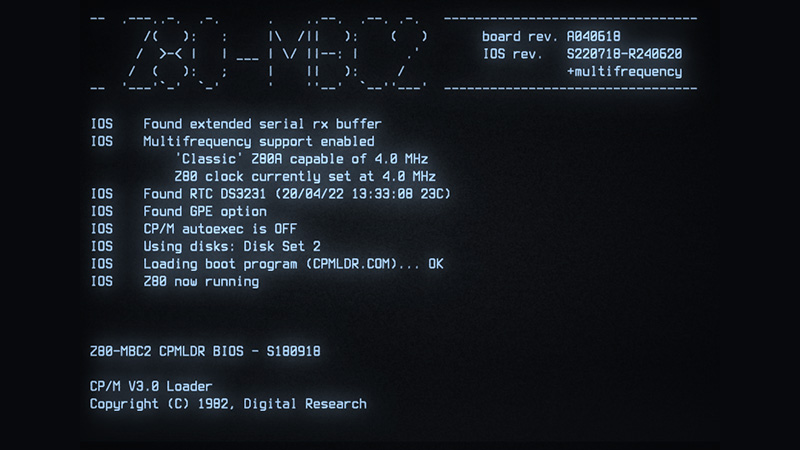 Z80-MBC2
board rev. A040618
IOS rev. S220718-R240620
+multifrequency
IOS Found extended serial rx buffer
IOS Multifrequency support enabled
'Classic' Z80A capable of 4.0 MHz
Z80 clock currently set at 4.0 MHz
IOS Found RTC DS3231 (20/04/22 13:33:08 23C)
IOS Found GPE option
IOS CP/M autoexec is OFF
IOS Using disks: Disk Set 2
IOS Loading boot program (CPMLDR.COM)... OK
IOS Z80 now running
Z80-MBC2 CPMLDR BIOS - S180918
CP/M V3.0 Loader
Copyright (C) 1982, Digital Research